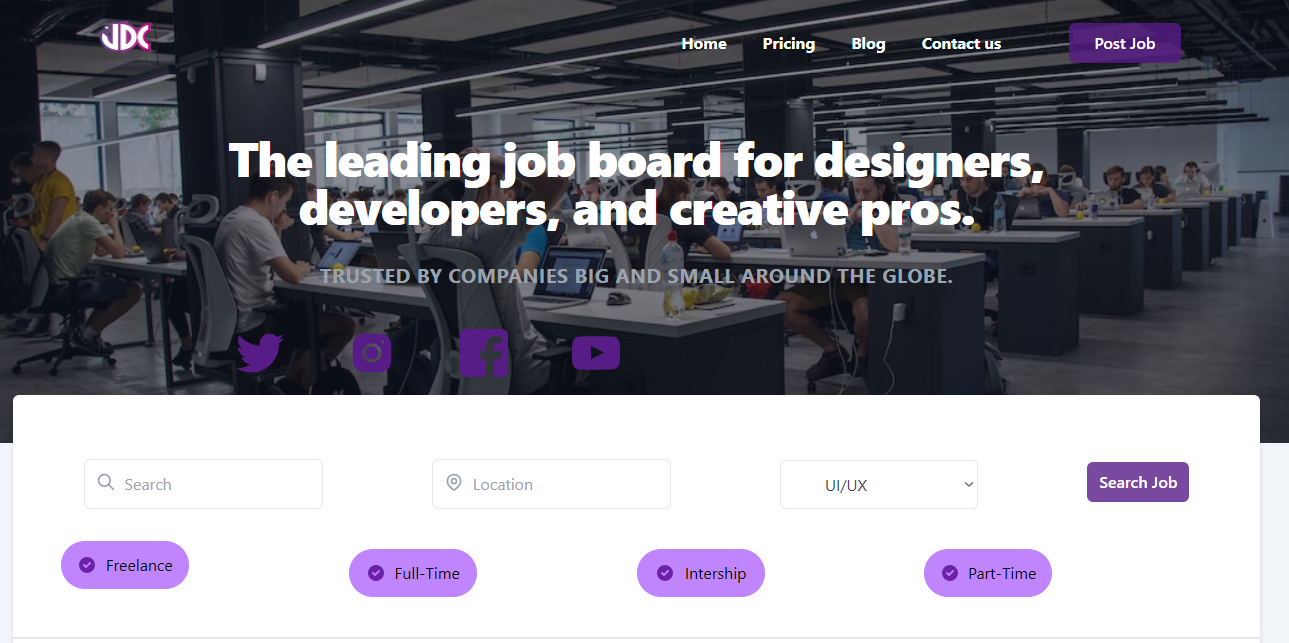 JDC
Home Pricing Blog Contact us Post Job
The leading job board for designers,
developers, and creative pros.
TRUSTED BY COMPANIES BIG AND SMALL AROUND THE GLOBE.
Search Location UI/UX Search Job
Freelance Full-Time Intership Part-Time